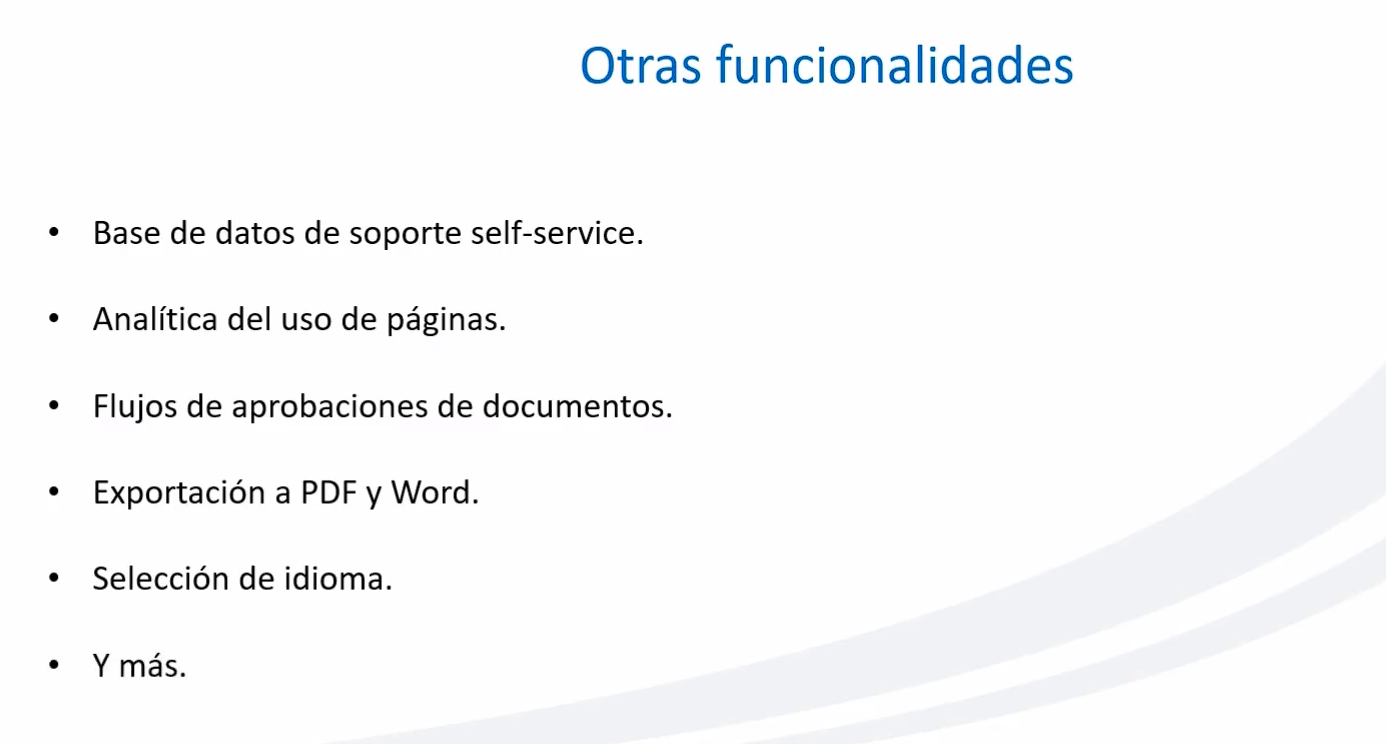 Otras funcionalidades
• Base de datos de soporte self-service.
• Analítica del uso de páginas.
• Flujos de aprobaciones de documentos.
• Exportación a PDF y Word.
• Selección de idioma.
• Y más.